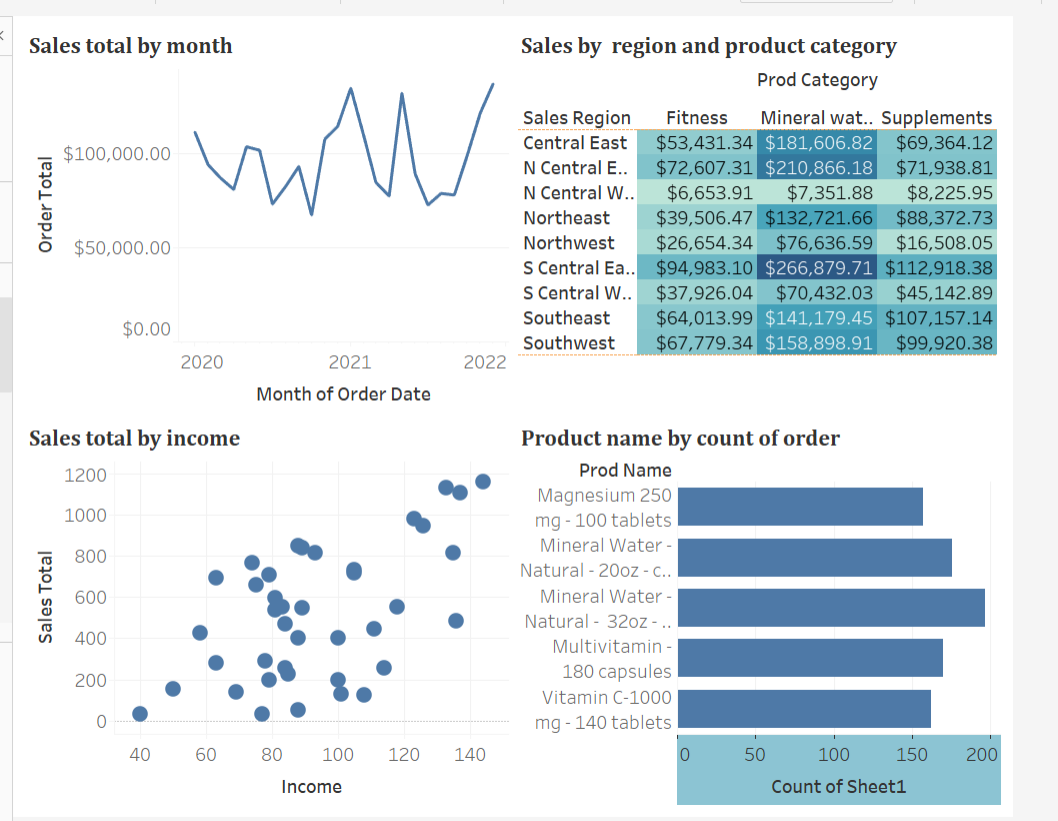 Sales total by month
Order Total
$100,000.00
$50,000.00
$0.00
2020 2021 2022
Month of Order Date
Sales by region and product category
Prod Category
Sales Region Fitness Mineral wat.. Supplements
Central East $53,431.34 $181,606.82 $69,364.12
N Central E.. $72,607.31 $210,866.18 $71,938.81
N Central W.. $6,653.91 $7,351.88 $8,225.95
Northeast $39,506.47 $132,721.66 $88,372.73
Northwest $26,654.34 $76,636.59 $16,508.05
S Central Ea.. $94,983.10 $266,879.71 $112,918.38
S Central W.. $37,926.04 $70,432.03 $45,142.89
Southeast $64,013.99 $141,179.45 $107,157.14
Southwest $67,779.34 $158,898.91 $99,920.38
Sales total by income
Sales Total
1200
1000
800
600
400
200
0
40 60 80 100 120 140
Income
Product name by count of order
Prod Name
Magnesium 250
mg - 100 tablets
Mineral Water -
Natural - 20oz - c..
Mineral Water -
Natural - 32oz - ..
Multivitamin -
180 capsules
Vitamin C-1000
mg - 140 tablets
0 50 100 150 200
Count of Sheet1